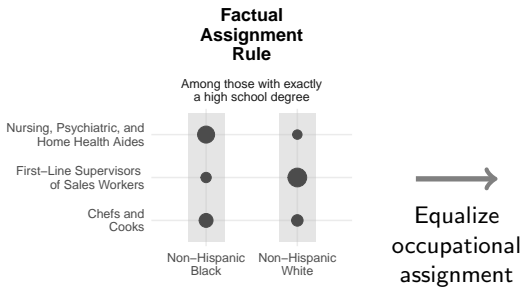 Factual
Assignment
Rule
Among those with exactly
a high school degree
Nursing, Psychiatric, and
Home Health Aides
First−Line Supervisors
of Sales Workers
Chefs and
Cooks
Non−Hispanic
Black
Non−Hispanic
White
Equalize
occupational
assignment